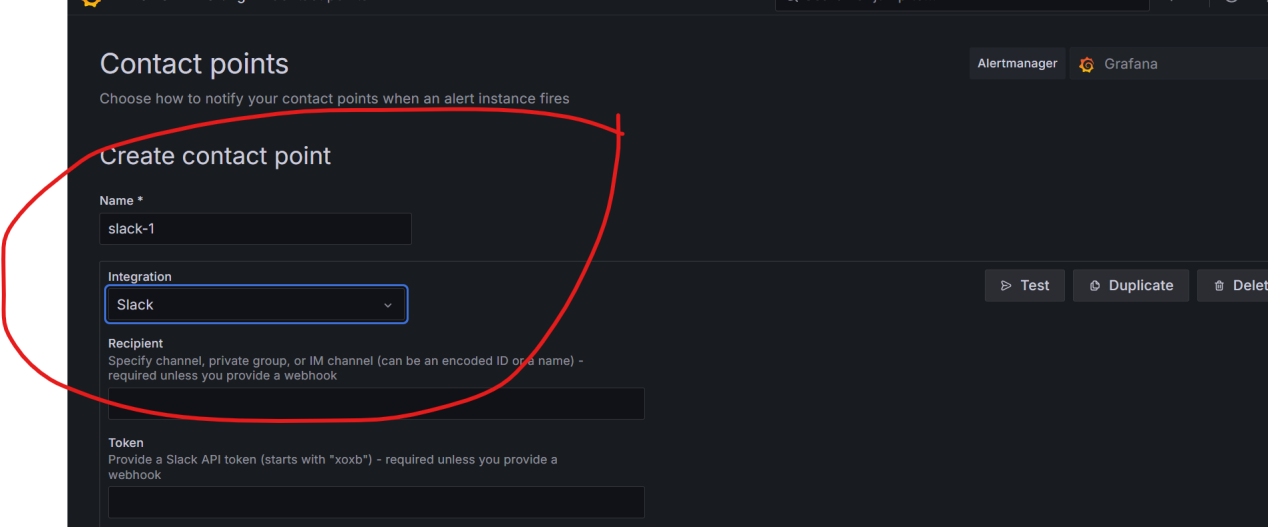 Contact points
Alertmanager
Grafana
Choose how to notify your contact points when an alert instance fires
Create contact point
Name *
slack-1
Integration
Test
Duplicate
Delet
Slack
Recipient
Specify channel, private group, or IM channel (can be an encoded ID or a name) -
required unless you provide a webhook
Token
Provide a Slack API token (starts with "xoxb") - required unless you provide a
webhook